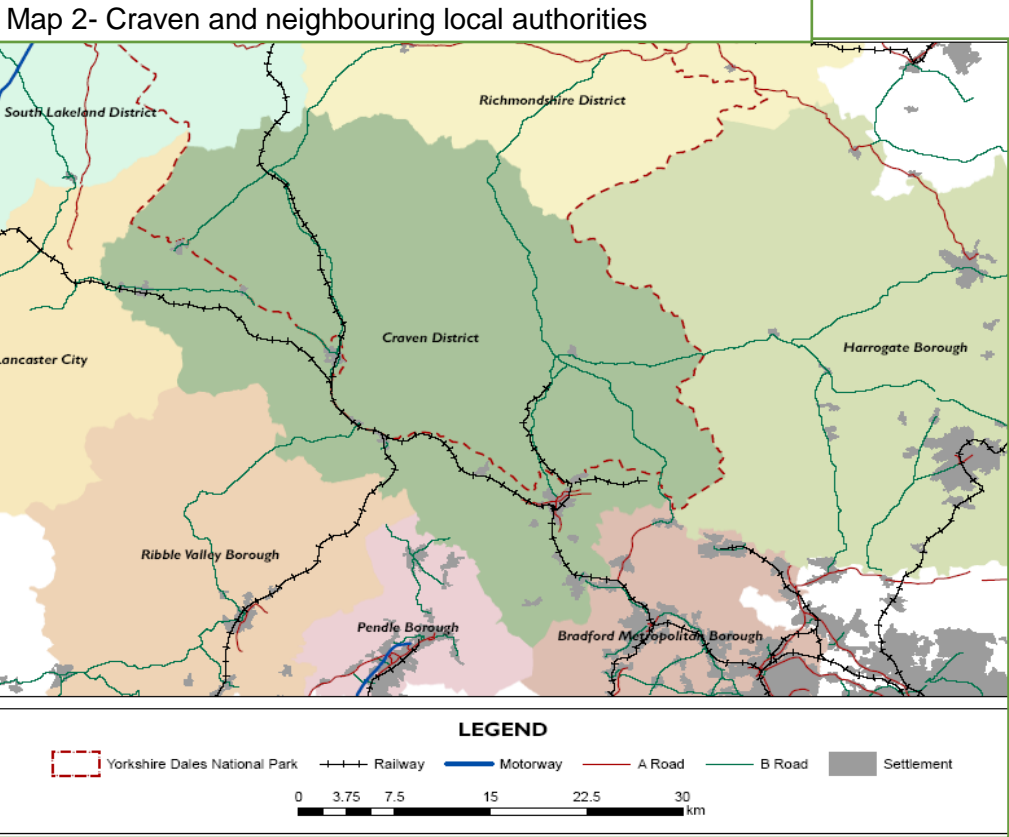 Map 2- Craven and neighbouring local authorities
South Lakeland District
Richmondshire District
Craven District
Lancaster City
Harrogate Borough
Ribble Valley Borough
Pendle Borough
Bradford Metropolitan Borough
LEGEND
Yorkshire Dales National Park Railway Motorway A Road B Road Settlement
0 3.75 7.5 15 22.5 30
km